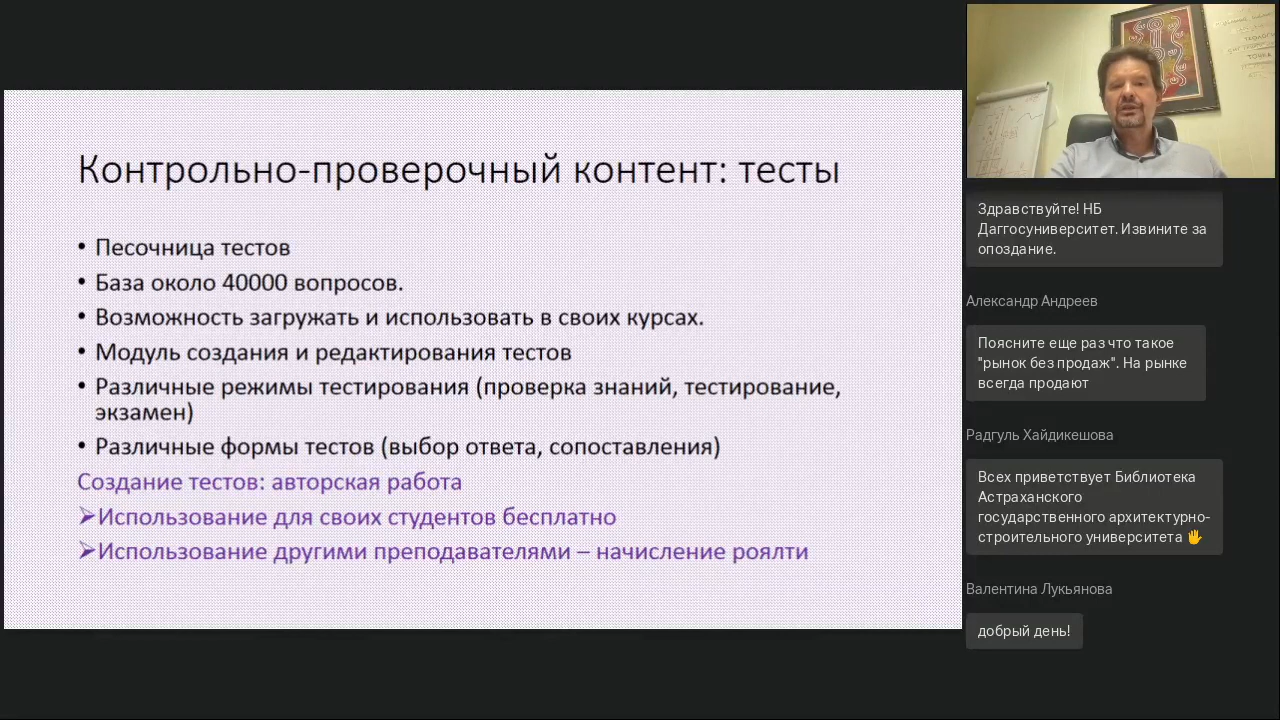 Контрольно-проверочный контент: тесты
• Песочница тестов
• База около 40000 вопросов.
• Возможность загружать и использовать в своих курсах.
• Модуль создания и редактирования тестов
• Различные режимы тестирования (проверка знаний, тестирование,
экзамен)
• Различные формы тестов (выбор ответа, сопоставления)
Создание тестов: авторская работа
➢Использование для своих студентов бесплатно
➢Использование другими преподавателями – начисление роялти
Здравствуйте! НБ
Даггосуниверситет. Извините за
опоздание.
Александр Андреев
Поясните еще раз что такое
"рынок без продаж". На рынке
всегда продают
Радгуль Хайдикешова
Всех приветствует Библиотека
Астраханского
государственного архитектурно-
строительного университета 🖐
Валентина Лукьянова
добрый день!